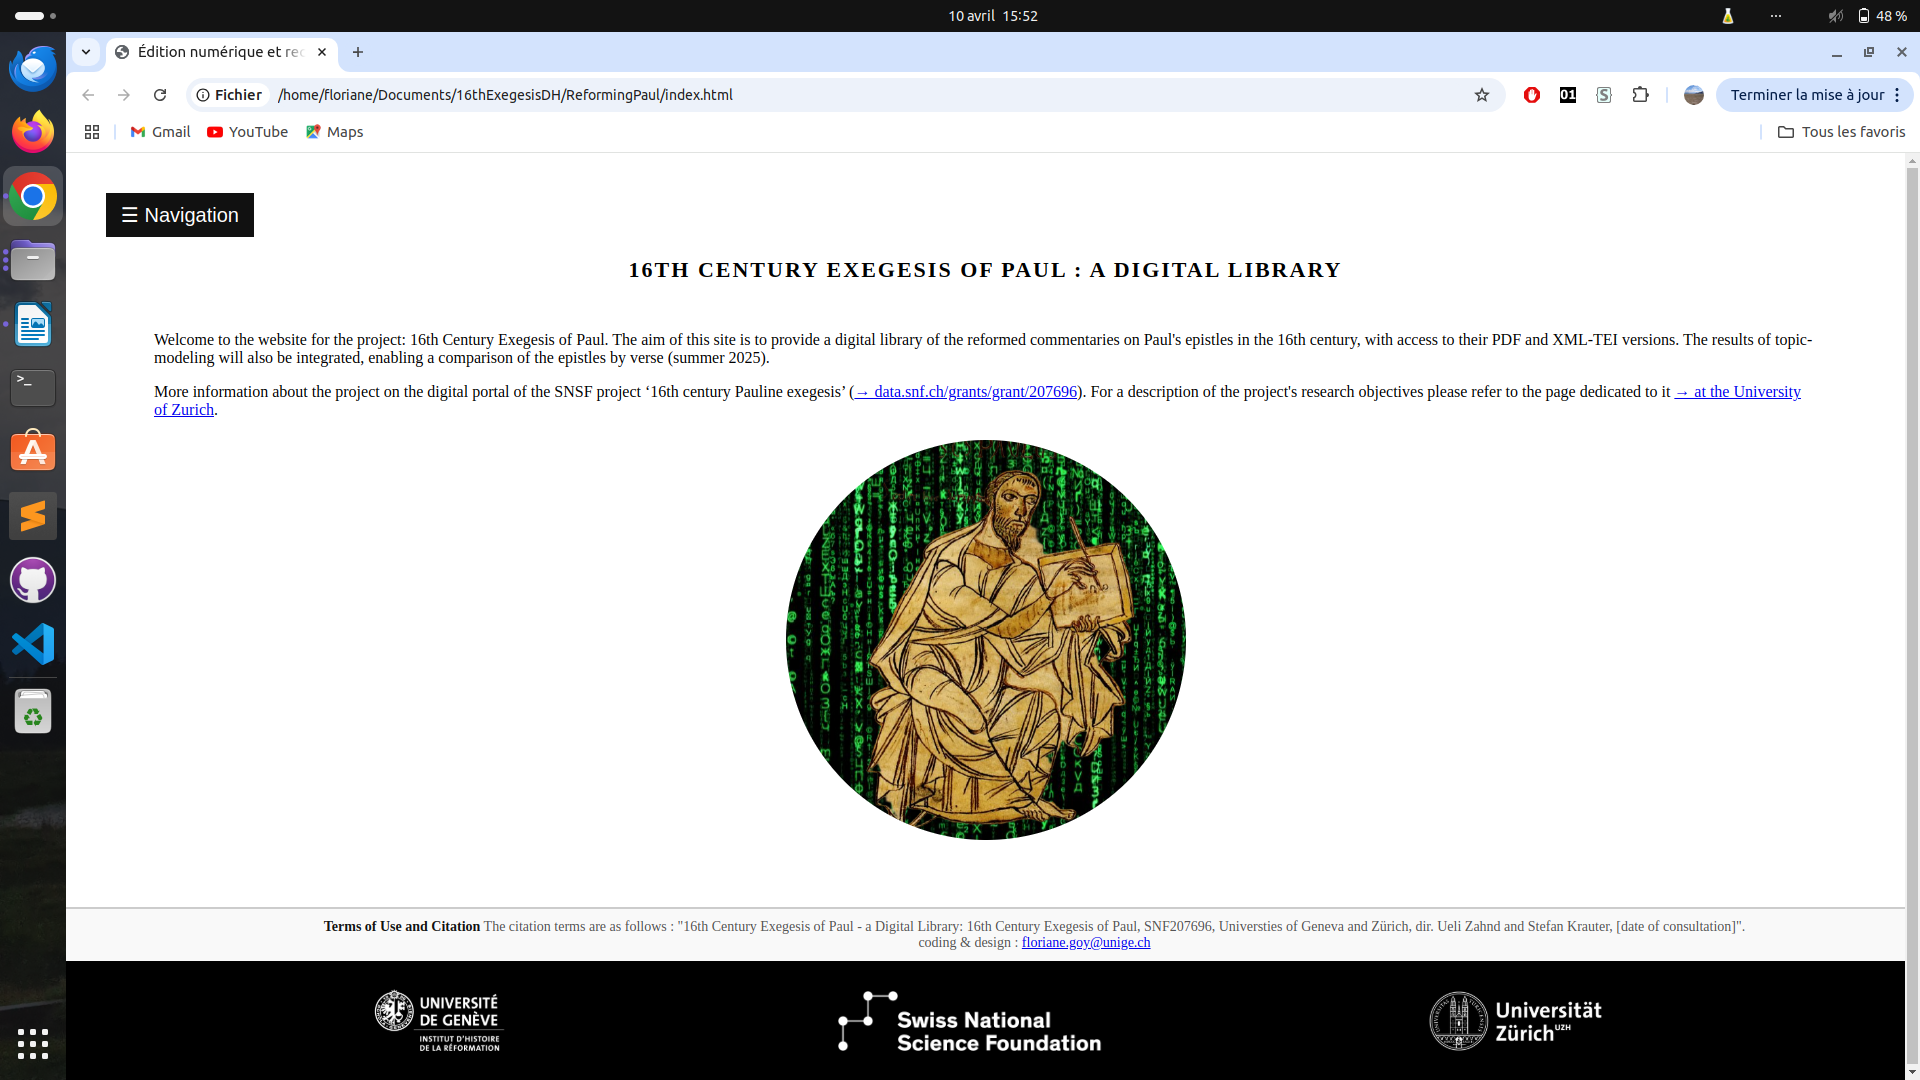 10 avril 15:52
48 %
Édition numérique et rec
Fichier /home/floriane/Documents/16thExegesisDH/ReformingPaul/index.html
01
S
Terminer la mise à jour
Gmail
YouTube
Maps
Tous les favoris
☰ Navigation
16TH CENTURY EXEGESIS OF PAUL : A DIGITAL LIBRARY
Welcome to the website for the project: 16th Century Exegesis of Paul. The aim of this site is to provide a digital library of the reformed commentaries on Paul's epistles in the 16th century, with access to their PDF and XML-TEI versions. The results of topic-
modeling will also be integrated, enabling a comparison of the epistles by verse (summer 2025).
More information about the project on the digital portal of the SNSF project ‘16th century Pauline exegesis’ (→ data.snf.ch/grants/grant/207696). For a description of the project's research objectives please refer to the page dedicated to it → at the University
of Zurich.
Terms of Use and Citation The citation terms are as follows : "16th Century Exegesis of Paul - a Digital Library: 16th Century Exegesis of Paul, SNF207696, Universties of Geneva and Zürich, dir. Ueli Zahnd and Stefan Krauter, [date of consultation]".
coding & design : floriane.goy@unige.ch
UNIVERSITÉ
DE GENÈVE
INSTITUT D'HISTOIRE
DE LA RÉFORMATION
Swiss National
Science Foundation
Universität
Zürich UZH